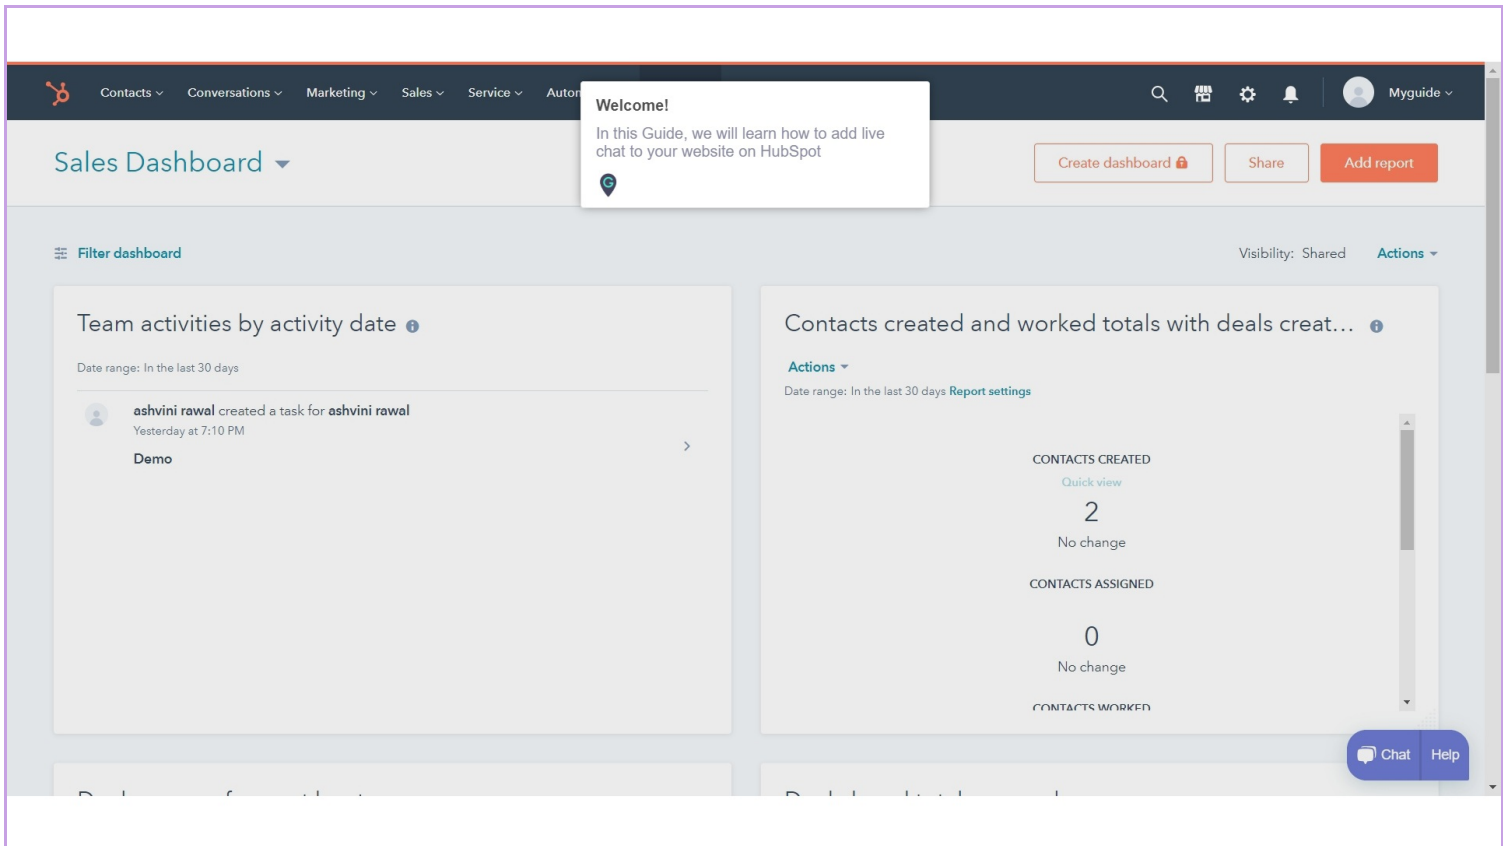 Contacts Conversations Marketing Sales Service Myguide
Welcome!
In this Guide, we will learn how to add live
chat to your website on HubSpot
Sales Dashboard
Create dashboard Share Add report
Filter dashboard
Visibility: Shared Actions
Team activities by activity date
Date range: In the last 30 days
ashvini rawal created a task for ashvini rawal
Yesterday at 7:10 PM
Demo
Contacts created and worked totals with deals creat...
Actions
Date range: In the last 30 days Report settings
CONTACTS CREATED
Quick view
2
No change
CONTACTS ASSIGNED
0
No change
CONTACTS WORKED
Chat Help